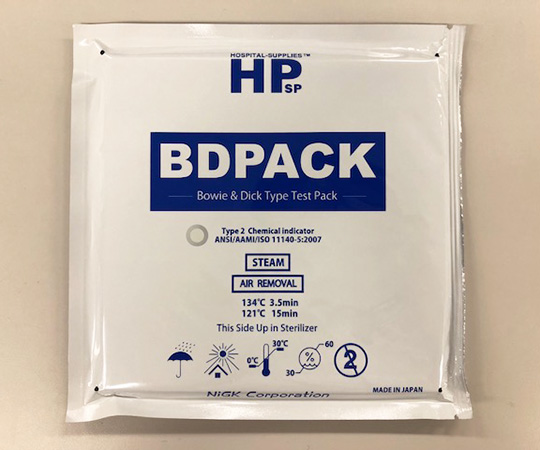 HOSPITAL-SUPPLIES™
HP SP
BDPACK
Bowie & Dick Type Test Pack
Type 2 Chemical indicator
ANSI/AAMI/ISO 11140-5:2007
STEAM
AIR REMOVAL
134℃ 3.5min
121℃ 15min
This Side Up in Sterilizer
0℃ 30℃ 30 % 60 2
NiGK Corporation
MADE IN JAPAN